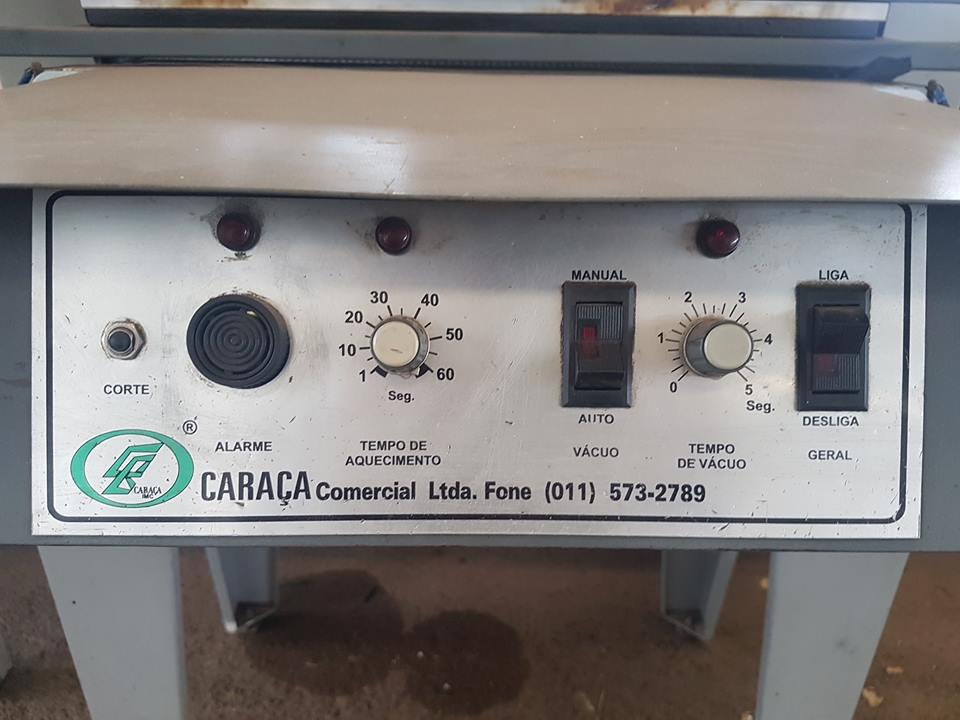 MANUAL
LIGA
30 40
20 50
10 60
1
Seg.
2 3
1 4
0 5
Seg.
CORTE
AUTO
DESLIGA
ALARME
TEMPO DE
AQUECIMENTO
VÁCUO
TEMPO
DE VÁCUO
GERAL
®
CARAÇA
IMC
CARAÇA Comercial Ltda. Fone (011) 573-2789